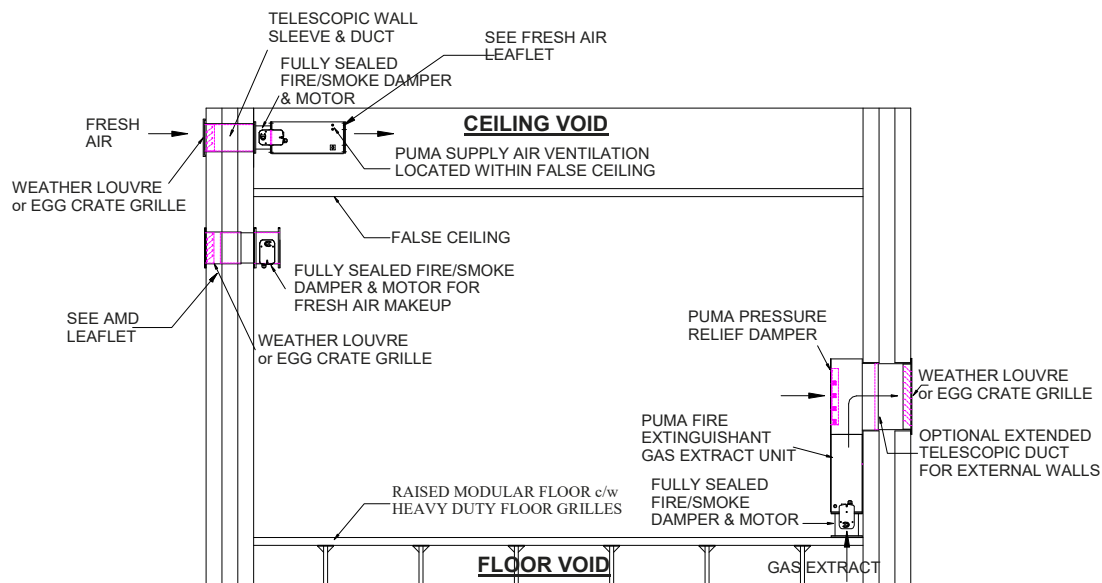 TELESCOPIC WALL
SLEEVE & DUCT
SEE FRESH AIR
LEAFLET
FULLY SEALED
FIRE/SMOKE DAMPER
& MOTOR
FRESH
AIR
CEILING VOID
PUMA SUPPLY AIR VENTILATION
LOCATED WITHIN FALSE CEILING
WEATHER LOUVRE
or EGG CRATE GRILLE
FALSE CEILING
FULLY SEALED FIRE/SMOKE
DAMPER & MOTOR FOR
FRESH AIR MAKEUP
SEE AMD
LEAFLET
WEATHER LOUVRE
or EGG CRATE GRILLE
PUMA PRESSURE
RELIEF DAMPER
WEATHER LOUVRE
or EGG CRATE GRILLE
PUMA FIRE
EXTINGUISHANT
GAS EXTRACT UNIT
OPTIONAL EXTENDED
TELESCOPIC DUCT
FOR EXTERNAL WALLS
FULLY SEALED
FIRE/SMOKE
DAMPER & MOTOR
RAISED MODULAR FLOOR c/w
HEAVY DUTY FLOOR GRILLES
FLOOR VOID
GAS EXTRACT